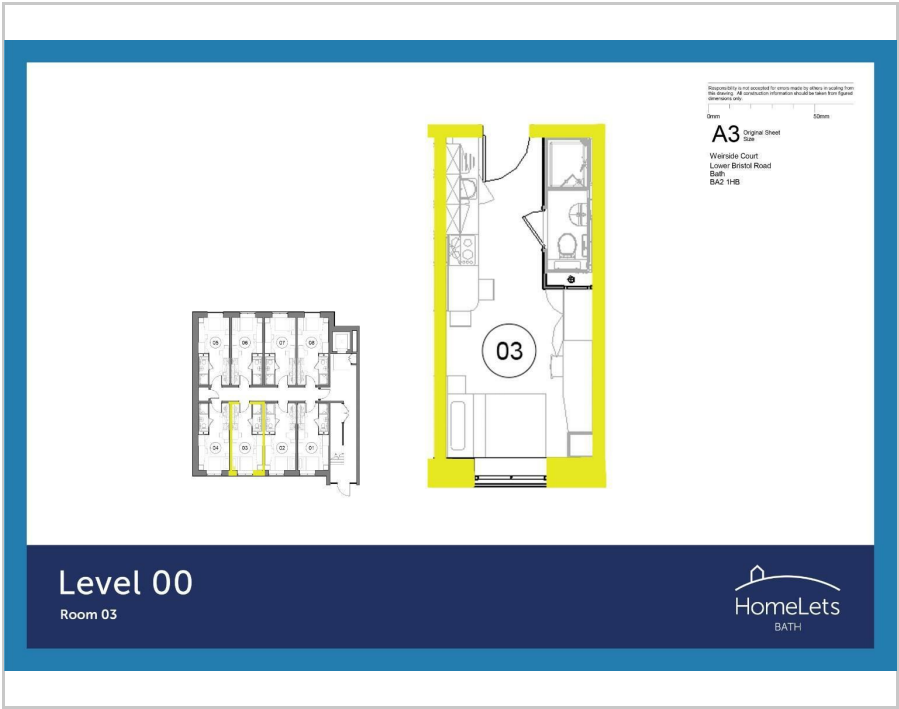 Responsibility is not accepted for errors made by others in scaling from
this drawing. All construction information should be taken from figured
dimensions only.
0mm 50mm
A3 Original Sheet
Size
Weirside Court
Lower Bristol Road
Bath
BA2 1HB
03
05 06 07 08
04 03 02 01
Level 00
Room 03
HomeLets
BATH